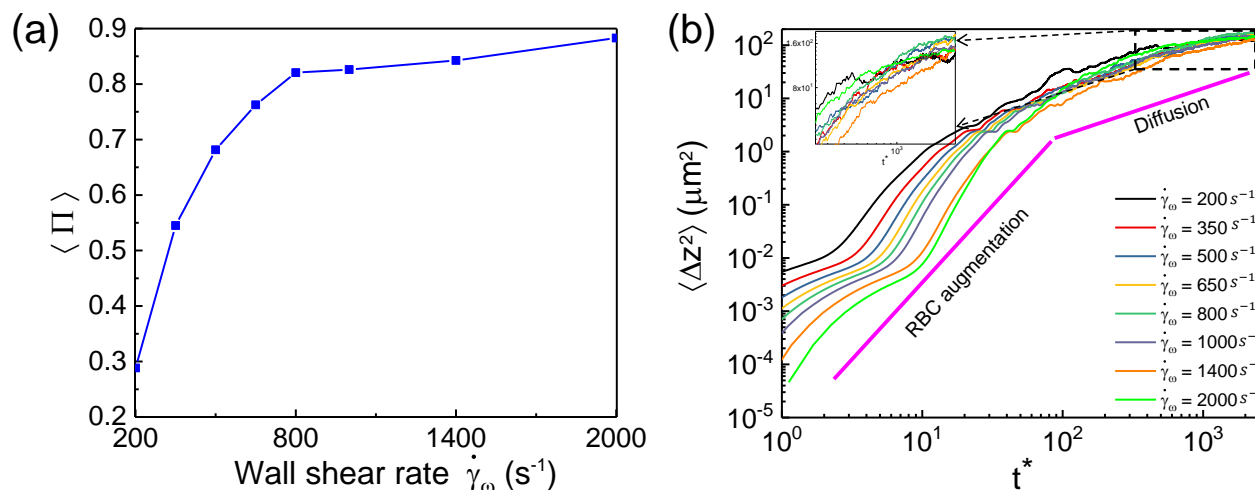 (a)
0.9
0.8
0.7
0.6
0.5
0.4
0.3
0.2
⟨ Π ⟩
200
800
1400
2000
Wall shear rate γ̇ω (s⁻¹)
(b)
10²
10¹
10⁰
10⁻¹
10⁻²
10⁻³
10⁻⁴
10⁻⁵
⟨Δz²⟩ (μm²)
1.6x10²
8x10¹
10³
t*
RBC augmentation
Diffusion
γ̇ω = 200 s⁻¹
γ̇ω = 350 s⁻¹
γ̇ω = 500 s⁻¹
γ̇ω = 650 s⁻¹
γ̇ω = 800 s⁻¹
γ̇ω = 1000 s⁻
γ̇ω = 1400 s⁻
γ̇ω = 2000 s⁻
10⁰
10¹
10²
10³
t*